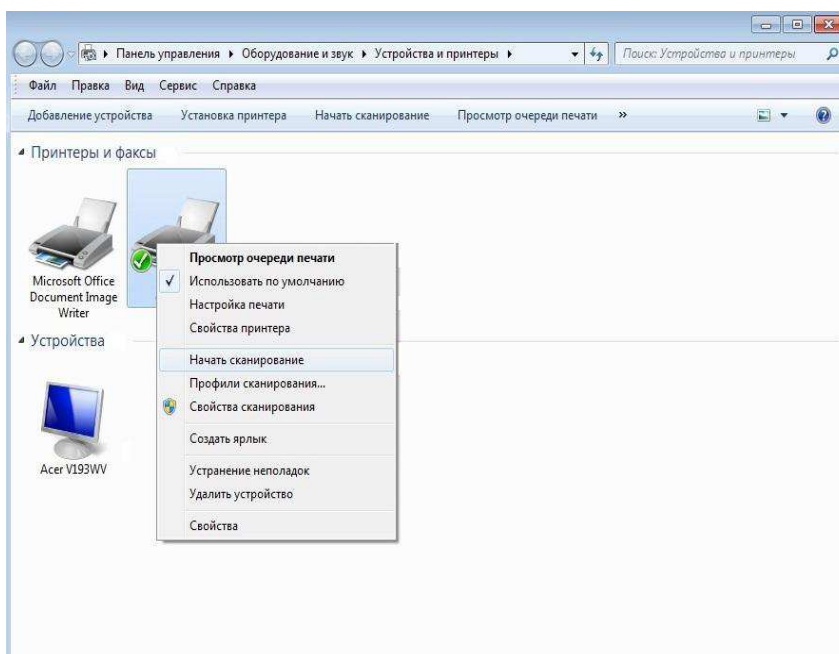 Панель управления Оборудование и звук Устройства и принтеры Поиск: Устройства и принтеры
Файл Правка Вид Сервис Справка
Добавление устройства Установка принтера Начать сканирование Просмотр очереди печати »
Принтеры и факсы
Microsoft Office
Document Image
Writer
Просмотр очереди печати
Использовать по умолчанию
Настройка печати
Свойства принтера
Начать сканирование
Профили сканирования...
Свойства сканирования
Создать ярлык
Устранение неполадок
Удалить устройство
Свойства
Устройства
Acer V193WV